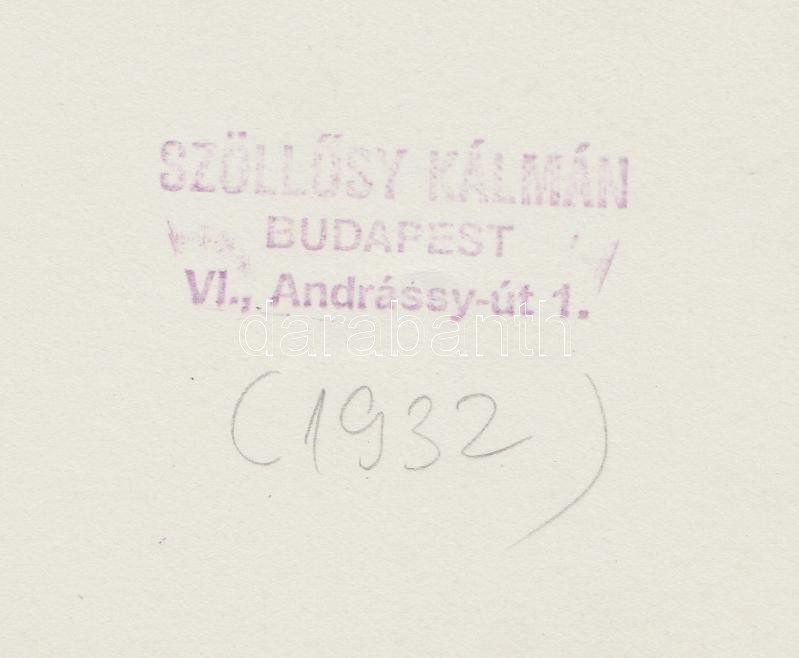 SZÖLLŐSY KÁLMÁN
BUDAPEST
VI., Andrássy-út 1.
darabanth
(1932)